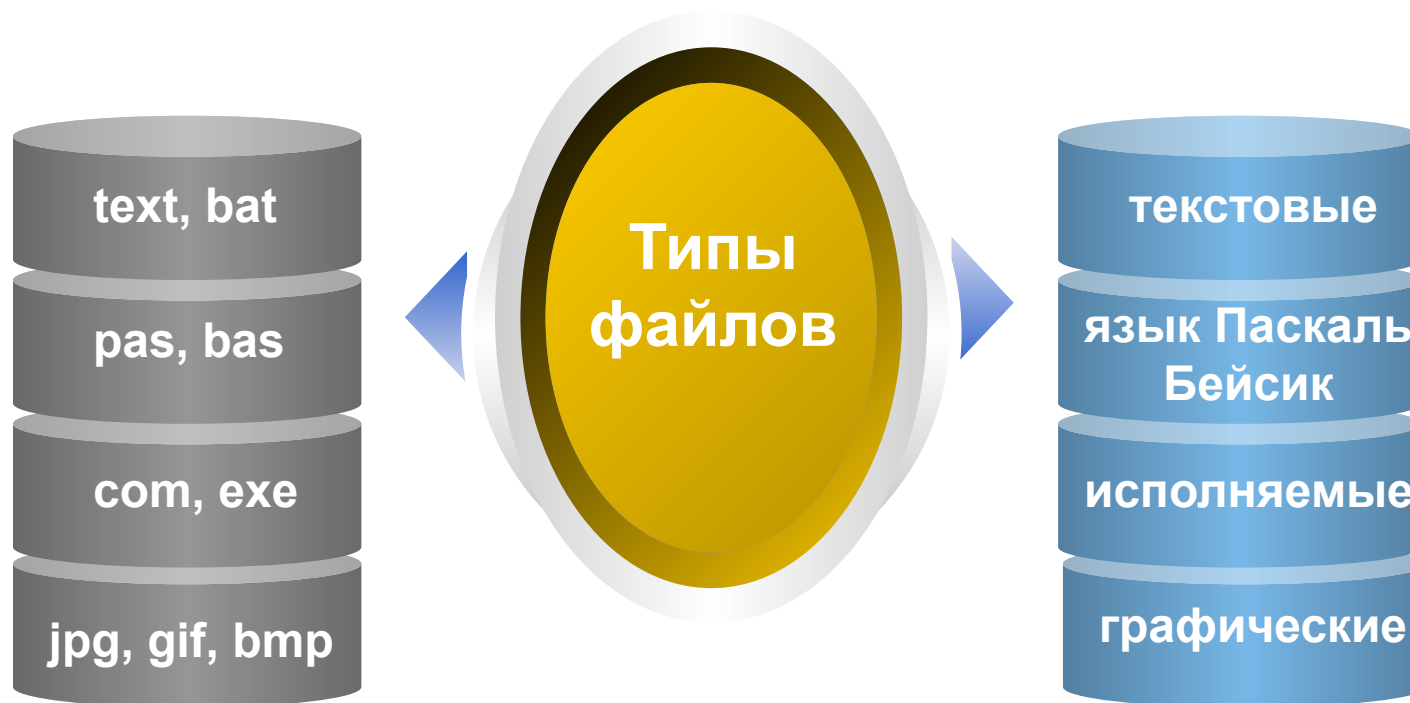 text, bat
pas, bas
com, exe
jpg, gif, bmp
Типы
файлов
текстовые
язык Паскаль
Бейсик
исполняемые
графические